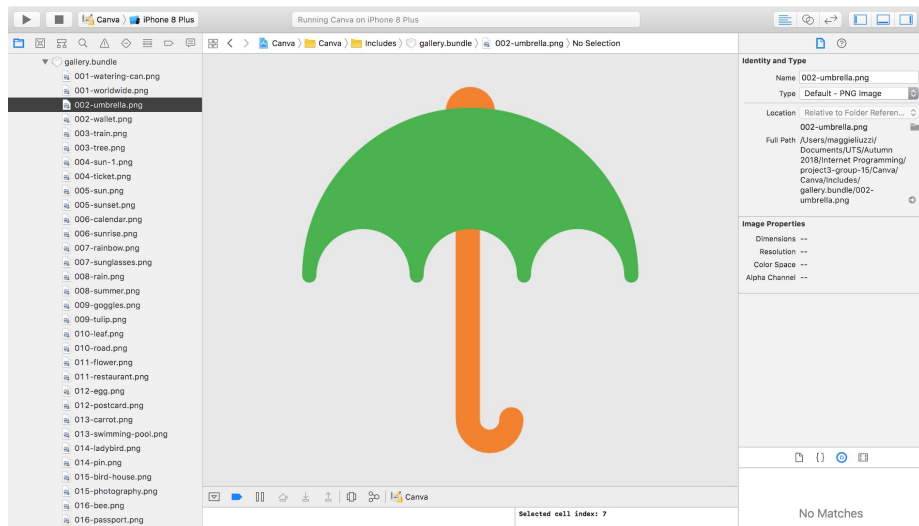 Canva
iPhone 8 Plus
Running Canva on iPhone 8 Plus
Canva
Canva
Includes
gallery.bundle
002-umbrella.png
No Selection
gallery.bundle
001-watering-can.png
001-worldwide.png
002-umbrella.png
002-wallet.png
003-train.png
003-tree.png
004-sun-1.png
004-ticket.png
005-sun.png
005-sunset.png
006-calendar.png
006-sunrise.png
007-rainbow.png
007-sunglasses.png
008-rain.png
008-summer.png
009-goggles.png
009-tulip.png
010-leaf.png
010-road.png
011-flower.png
011-restaurant.png
012-egg.png
012-postcard.png
013-carrot.png
013-swimming-pool.png
014-ladybird.png
014-pin.png
015-bird-house.png
015-photography.png
016-bee.png
016-passport.png
Canva
Selected cell index: 7
Identity and Type
Name 002-umbrella.png
Type Default - PNG Image
Location Relative to Folder Referen...
002-umbrella.png
Full Path /Users/maggieliuzzi/
Documents/UTS/Autumn
2018/Internet Programming/
project3-group-15/Canva/
Canva/Includes/
gallery.bundle/002-
umbrella.png
Image Properties
Dimensions --
Resolution --
Color Space --
Alpha Channel --
No Matches